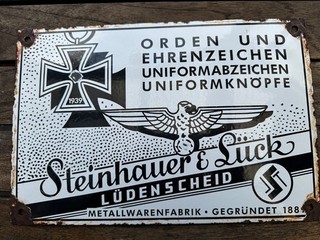 ORDEN UND
EHRENZEICHEN
UNIFORMABZEICHEN
UNIFORMKNÖPFE
1939
Steinhauer & Lück
LÜDENSCHEID
METALLWARENFABRIK • GEGRÜNDET 188